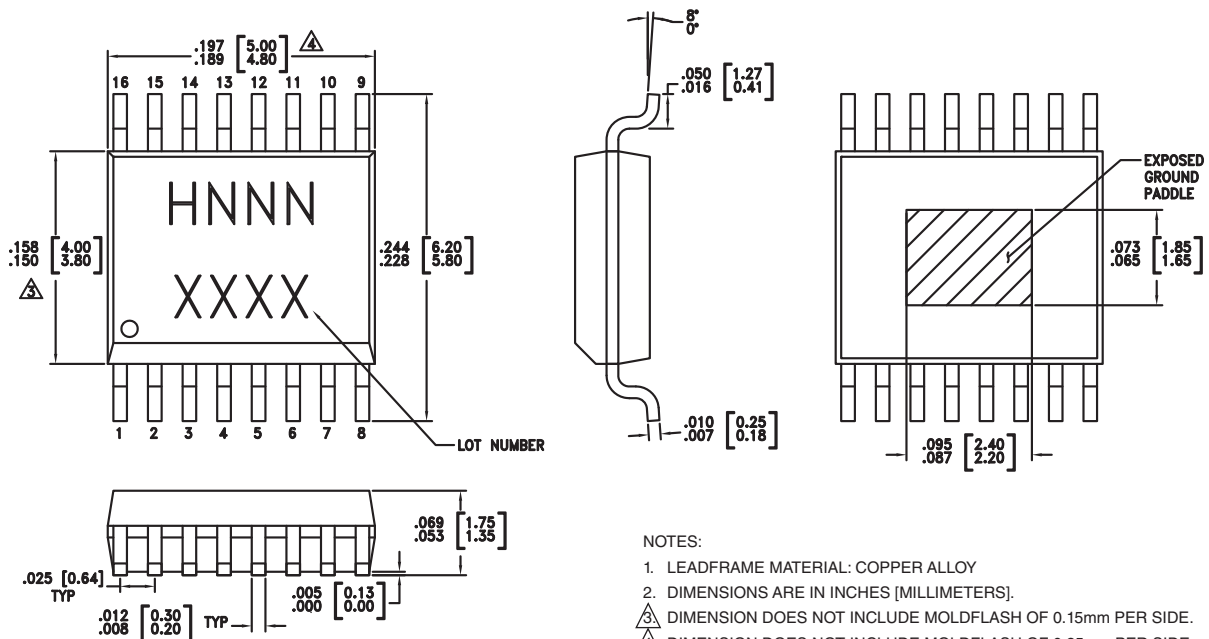 .197 [5.00] 4
.189 [4.80]
16 15 14 13 12 11 10 9
HNNN
XXXX
.158 [4.00]
.150 [3.80]
3
.244 [6.20]
.228 [5.80]
1 2 3 4 5 6 7 8
LOT NUMBER
8°
0°
.050 [1.27]
.016 [0.41]
.010 [0.25]
.007 [0.18]
EXPOSED
GROUND
PADDLE
.073 [1.85]
.065 [1.65]
.095 [2.40]
.087 [2.20]
.069 [1.75]
.053 [1.35]
.025 [0.64]
TYP
.012 [0.30] TYP
.008 [0.20]
.005 [0.13]
.000 [0.00]
NOTES:
1. LEADFRAME MATERIAL: COPPER ALLOY
2. DIMENSIONS ARE IN INCHES [MILLIMETERS].
3. DIMENSION DOES NOT INCLUDE MOLDFLASH OF 0.15mm PER SIDE.